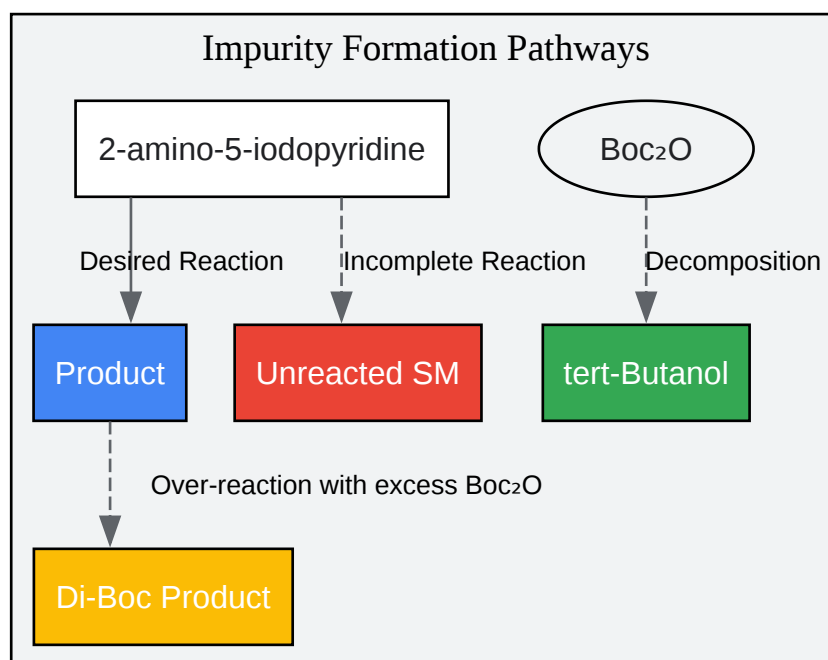 Impurity Formation Pathways
2-amino-5-iodopyridine
Boc₂O
Desired Reaction
Incomplete Reaction
Decomposition
Product
Unreacted SM
tert-Butanol
Over-reaction with excess Boc₂O
Di-Boc Product